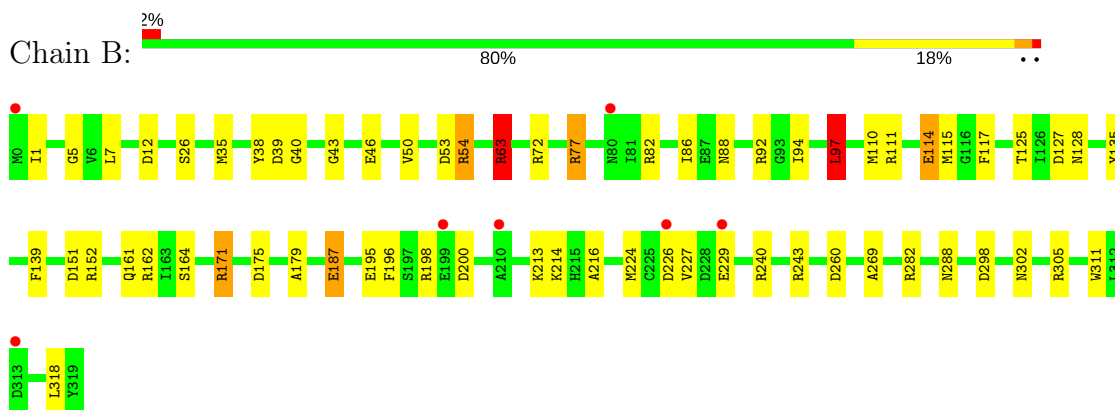 2%
Chain B:
80% 18% • •
M0 I1 G5 V6 L7 D12 S26 M35 Y38 D39 G40 G43 E46 V50 D53 R54 R63 R72 R77 N80 I81 R82 I86 E87 N88 R92 G93 I94 L97 M110 R111 E114 M115 G116 F117 T125 I126 D127 N128 Y135
F139 D151 R152 Q161 R162 I163 S164 R171 D175 A179 E187 E195 F196 S197 R198 E199 D200 A210 K213 K214 H215 A216 M224 C225 D226 V227 D228 E229 R240 R243 D260 A269 R282 N288 D298 N302 R305 W311 L312
D313 L318 Y319